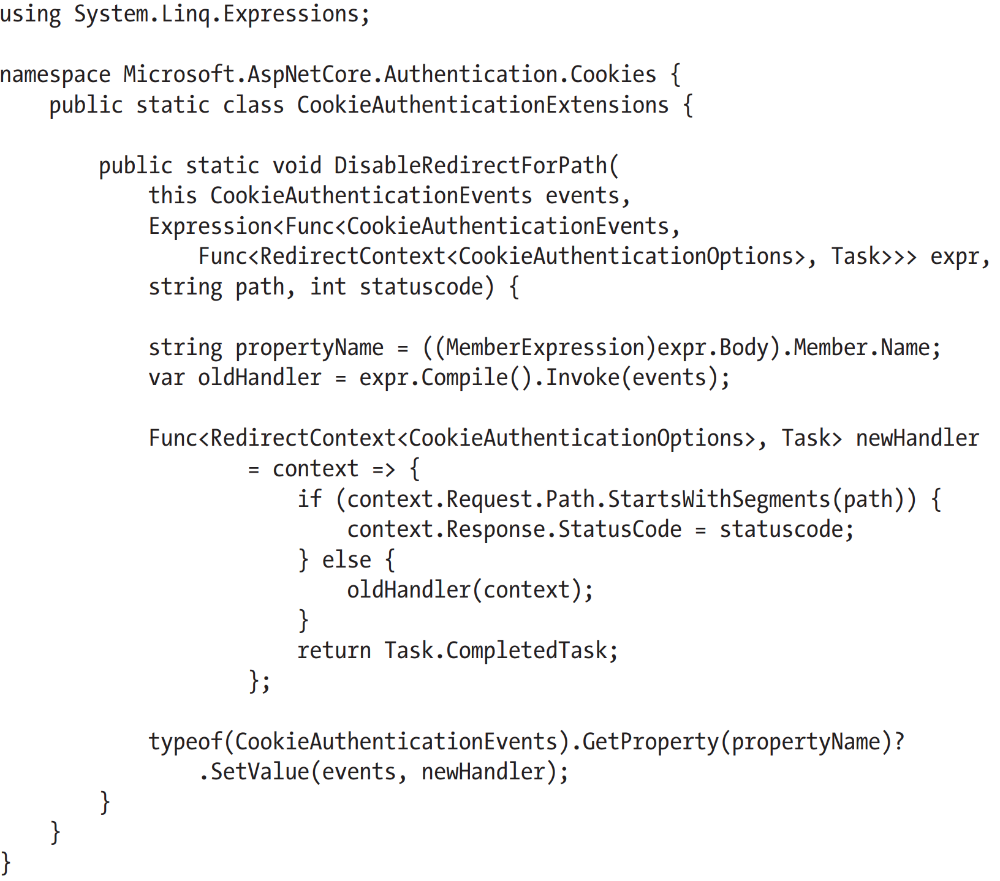 using System.Linq.Expressions;

namespace Microsoft.AspNetCore.Authentication.Cookies {
    public static class CookieAuthenticationExtensions {

        public static void DisableRedirectForPath(
            this CookieAuthenticationEvents events,
            Expression<Func<CookieAuthenticationEvents,
                Func<RedirectContext<CookieAuthenticationOptions>, Task>>> expr,
            string path, int statuscode) {

            string propertyName = ((MemberExpression)expr.Body).Member.Name;
            var oldHandler = expr.Compile().Invoke(events);

            Func<RedirectContext<CookieAuthenticationOptions>, Task> newHandler
                    = context => {
                        if (context.Request.Path.StartsWithSegments(path)) {
                            context.Response.StatusCode = statuscode;
                        } else {
                            oldHandler(context);
                        }
                        return Task.CompletedTask;
                    };

            typeof(CookieAuthenticationEvents).GetProperty(propertyName)?
                .SetValue(events, newHandler);
        }
    }
}